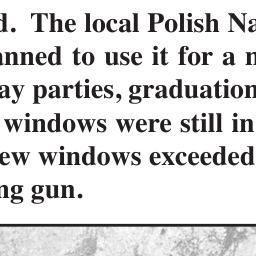 d. The local Polish Na
anned to use it for a n
ay parties, graduation
windows were still in
ew windows exceeded
ng gun.